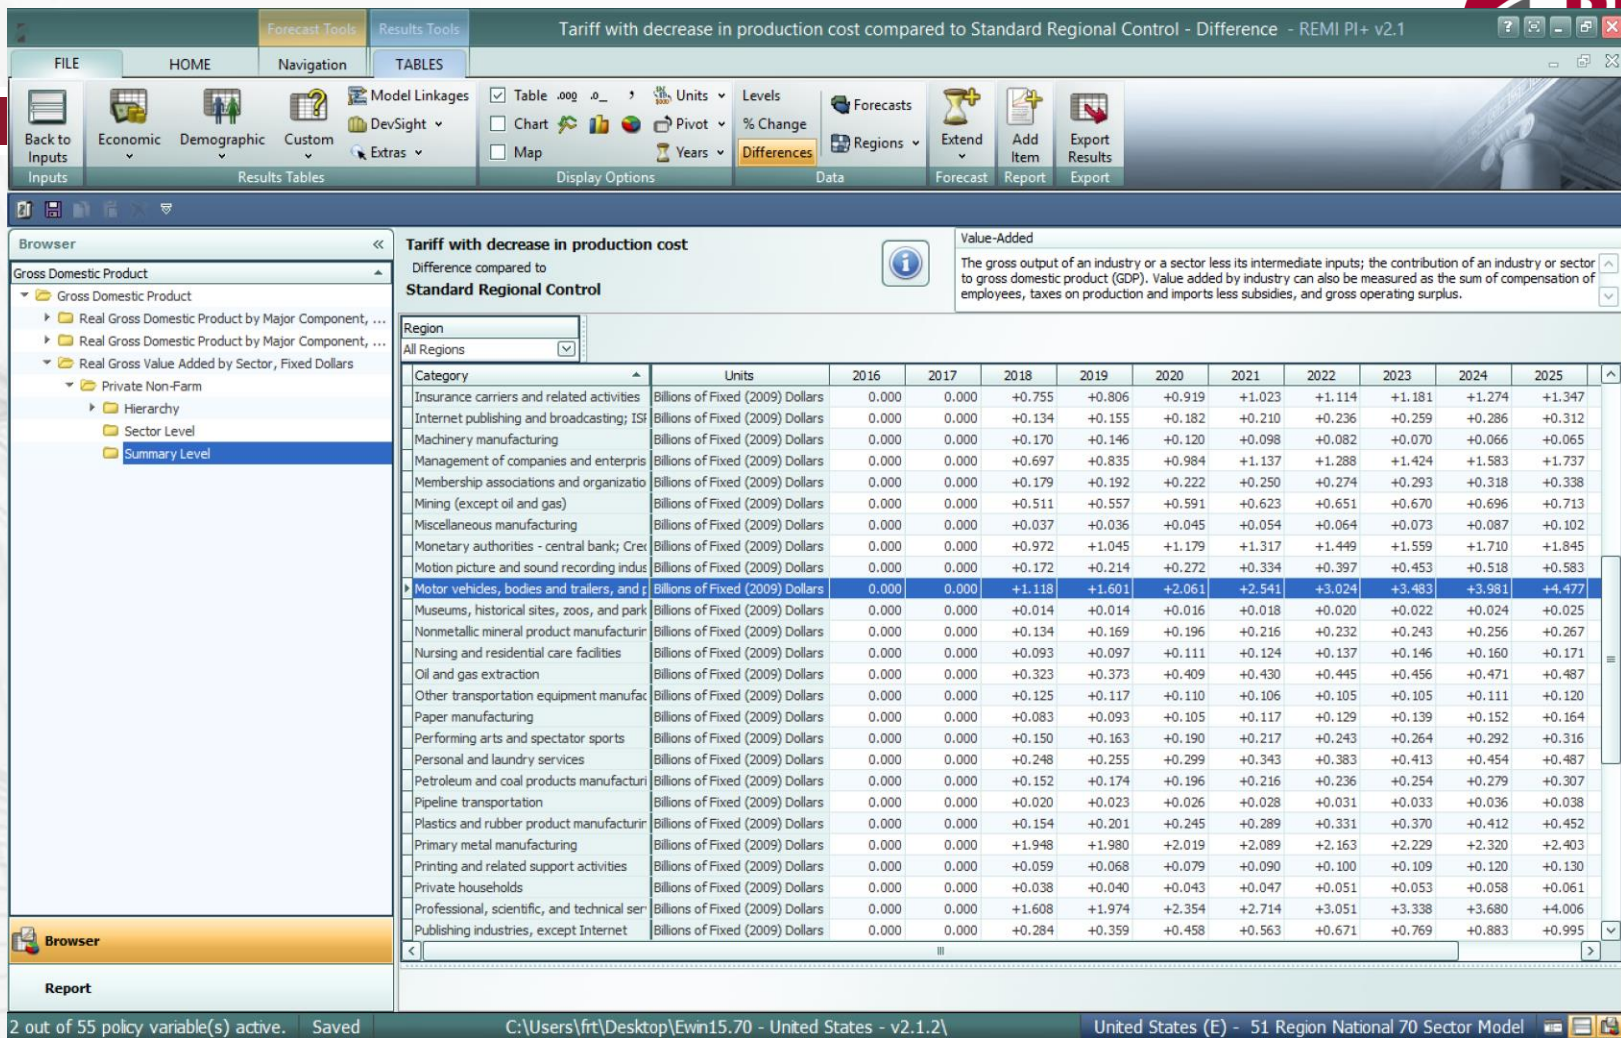 Forecast Tools Results Tools Tariff with decrease in production cost compared to Standard Regional Control - Difference - REMI PI+ v2.1
FILE HOME Navigation TABLES
Back to Inputs
Economic Demographic Custom
Model Linkages
DevSight
Extras
Table .000 .0_ , Units
Chart Pivot
Map Years
Levels
% Change
Differences
Forecasts
Regions
Extend
Add Item
Export Results
Inputs Results Tables Display Options Data Forecast Report Export
Browser «
Gross Domestic Product
Gross Domestic Product
Real Gross Domestic Product by Major Component, ...
Real Gross Domestic Product by Major Component, ...
Real Gross Value Added by Sector, Fixed Dollars
Private Non-Farm
Hierarchy
Sector Level
Summary Level
Browser
Report
Tariff with decrease in production cost
Difference compared to
Standard Regional Control
Value-Added
The gross output of an industry or a sector less its intermediate inputs; the contribution of an industry or sector
to gross domestic product (GDP). Value added by industry can also be measured as the sum of compensation of
employees, taxes on production and imports less subsidies, and gross operating surplus.
Region
All Regions
Category Units 2016 2017 2018 2019 2020 2021 2022 2023 2024 2025
Insurance carriers and related activities Billions of Fixed (2009) Dollars 0.000 0.000 +0.755 +0.806 +0.919 +1.023 +1.114 +1.181 +1.274 +1.347
Internet publishing and broadcasting; Billions of Fixed (2009) Dollars 0.000 0.000 +0.134 +0.155 +0.182 +0.210 +0.236 +0.259 +0.286 +0.312
Machinery manufacturing Billions of Fixed (2009) Dollars 0.000 0.000 +0.170 +0.146 +0.120 +0.098 +0.082 +0.070 +0.066 +0.065
Management of companies and enterpris Billions of Fixed (2009) Dollars 0.000 0.000 +0.697 +0.835 +0.984 +1.137 +1.288 +1.424 +1.583 +1.737
Membership associations and organizatio Billions of Fixed (2009) Dollars 0.000 0.000 +0.179 +0.192 +0.222 +0.250 +0.274 +0.293 +0.318 +0.338
Mining (except oil and gas) Billions of Fixed (2009) Dollars 0.000 0.000 +0.511 +0.557 +0.591 +0.623 +0.651 +0.670 +0.696 +0.713
Miscellaneous manufacturing Billions of Fixed (2009) Dollars 0.000 0.000 +0.037 +0.036 +0.045 +0.054 +0.064 +0.073 +0.087 +0.102
Monetary authorities - central bank; Cre Billions of Fixed (2009) Dollars 0.000 0.000 +0.972 +1.045 +1.179 +1.317 +1.449 +1.559 +1.710 +1.845
Motion picture and sound recording indus Billions of Fixed (2009) Dollars 0.000 0.000 +0.172 +0.214 +0.272 +0.334 +0.397 +0.453 +0.518 +0.583
Motor vehicles, bodies and trailers, and p Billions of Fixed (2009) Dollars 0.000 0.000 +1.118 +1.601 +2.061 +2.541 +3.024 +3.483 +3.981 +4.477
Museums, historical sites, zoos, and park Billions of Fixed (2009) Dollars 0.000 0.000 +0.014 +0.014 +0.016 +0.018 +0.020 +0.022 +0.024 +0.025
Nonmetallic mineral product manufacturin Billions of Fixed (2009) Dollars 0.000 0.000 +0.134 +0.169 +0.196 +0.216 +0.232 +0.243 +0.256 +0.267
Nursing and residential care facilities Billions of Fixed (2009) Dollars 0.000 0.000 +0.093 +0.097 +0.111 +0.124 +0.137 +0.146 +0.160 +0.171
Oil and gas extraction Billions of Fixed (2009) Dollars 0.000 0.000 +0.323 +0.373 +0.409 +0.430 +0.445 +0.456 +0.471 +0.487
Other transportation equipment manufac Billions of Fixed (2009) Dollars 0.000 0.000 +0.125 +0.117 +0.110 +0.106 +0.105 +0.105 +0.111 +0.120
Paper manufacturing Billions of Fixed (2009) Dollars 0.000 0.000 +0.083 +0.093 +0.105 +0.117 +0.129 +0.139 +0.152 +0.164
Performing arts and spectator sports Billions of Fixed (2009) Dollars 0.000 0.000 +0.150 +0.163 +0.190 +0.217 +0.243 +0.264 +0.292 +0.316
Personal and laundry services Billions of Fixed (2009) Dollars 0.000 0.000 +0.248 +0.255 +0.299 +0.343 +0.383 +0.413 +0.454 +0.487
Petroleum and coal products manufacturi Billions of Fixed (2009) Dollars 0.000 0.000 +0.152 +0.174 +0.196 +0.216 +0.236 +0.254 +0.279 +0.307
Pipeline transportation Billions of Fixed (2009) Dollars 0.000 0.000 +0.020 +0.023 +0.026 +0.028 +0.031 +0.033 +0.036 +0.038
Plastics and rubber product manufacturin Billions of Fixed (2009) Dollars 0.000 0.000 +0.154 +0.201 +0.245 +0.289 +0.331 +0.370 +0.412 +0.452
Primary metal manufacturing Billions of Fixed (2009) Dollars 0.000 0.000 +1.948 +1.980 +2.019 +2.089 +2.163 +2.229 +2.320 +2.403
Printing and related support activities Billions of Fixed (2009) Dollars 0.000 0.000 +0.059 +0.068 +0.079 +0.090 +0.100 +0.109 +0.120 +0.130
Private households Billions of Fixed (2009) Dollars 0.000 0.000 +0.038 +0.040 +0.043 +0.047 +0.051 +0.053 +0.058 +0.061
Professional, scientific, and technical ser Billions of Fixed (2009) Dollars 0.000 0.000 +1.608 +1.974 +2.354 +2.714 +3.051 +3.338 +3.680 +4.006
Publishing industries, except Internet Billions of Fixed (2009) Dollars 0.000 0.000 +0.284 +0.359 +0.458 +0.563 +0.671 +0.769 +0.883 +0.995
2 out of 55 policy variable(s) active. Saved C:\Users\frt\Desktop\Ewin15.70 - United States - v2.1.2\ United States (E) - 51 Region National 70 Sector Model